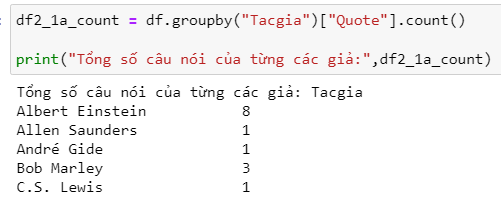 df2_1a_count = df.groupby("Tacgia")["Quote"].count()
print("Tổng số câu nói của từng các giả:",df2_1a_count)
Tổng số câu nói của từng các giả: Tacgia
Albert Einstein 8
Allen Saunders 1
André Gide 1
Bob Marley 3
C.S. Lewis 1